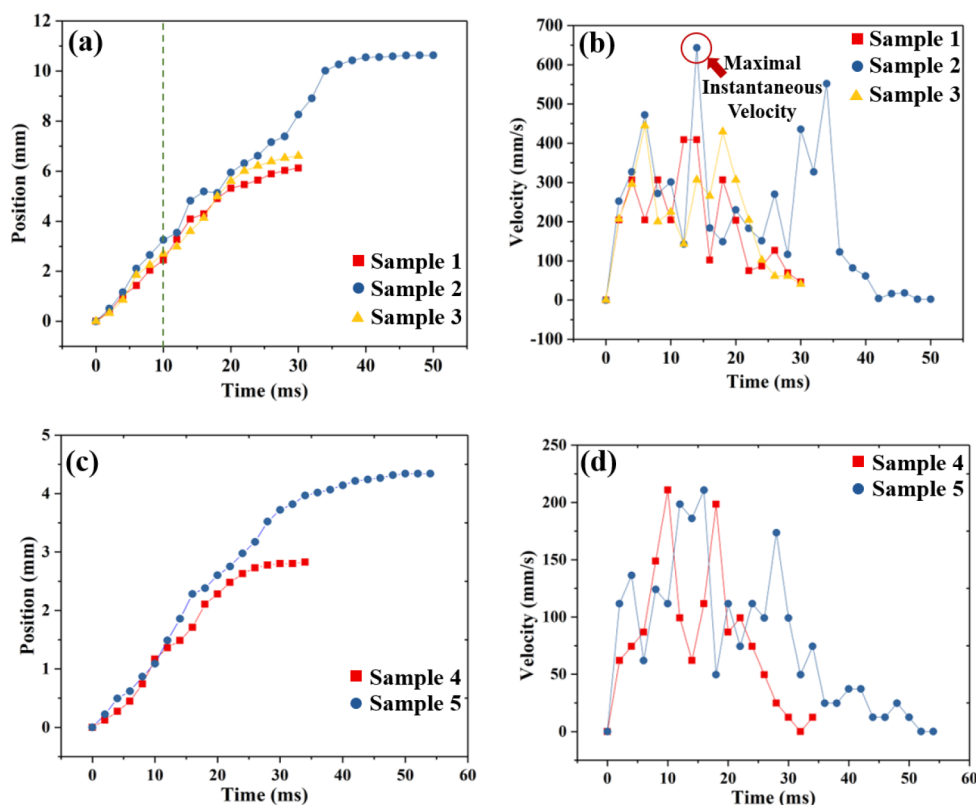 (a)
12
10
8
6
4
2
0
Position (mm)
0 10 20 30 40 50
Time (ms)
Sample 1
Sample 2
Sample 3
(b)
700
600
500
400
300
200
100
0
-100
Velocity (mm/s)
0 10 20 30 40 50
Time (ms)
Sample 1
Sample 2
Sample 3
Maximal
Instantaneous
Velocity
(c)
5
4
3
2
1
0
Position (mm)
0 10 20 30 40 50 60
Time (ms)
Sample 4
Sample 5
(d)
250
200
150
100
50
0
Velocity (mm/s)
0 10 20 30 40 50 60
Time (ms)
Sample 4
Sample 5